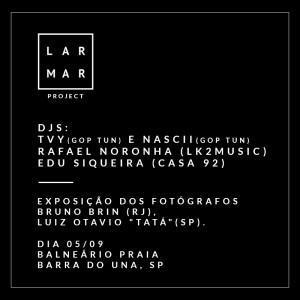 LAR
MAR
PROJECT
DJS:
TVY(GOP TUN) E NASCII(GOP TUN)
RAFAEL NORONHA (LK2MUSIC)
EDU SIQUEIRA (CASA 92)
EXPOSIÇÃO DOS FOTÓGRAFOS
BRUNO BRIN (RJ),
LUIZ OTAVIO "TATÁ"(SP).
DIA 05/09
BALNEÁRIO PRAIA
BARRA DO UNA, SP